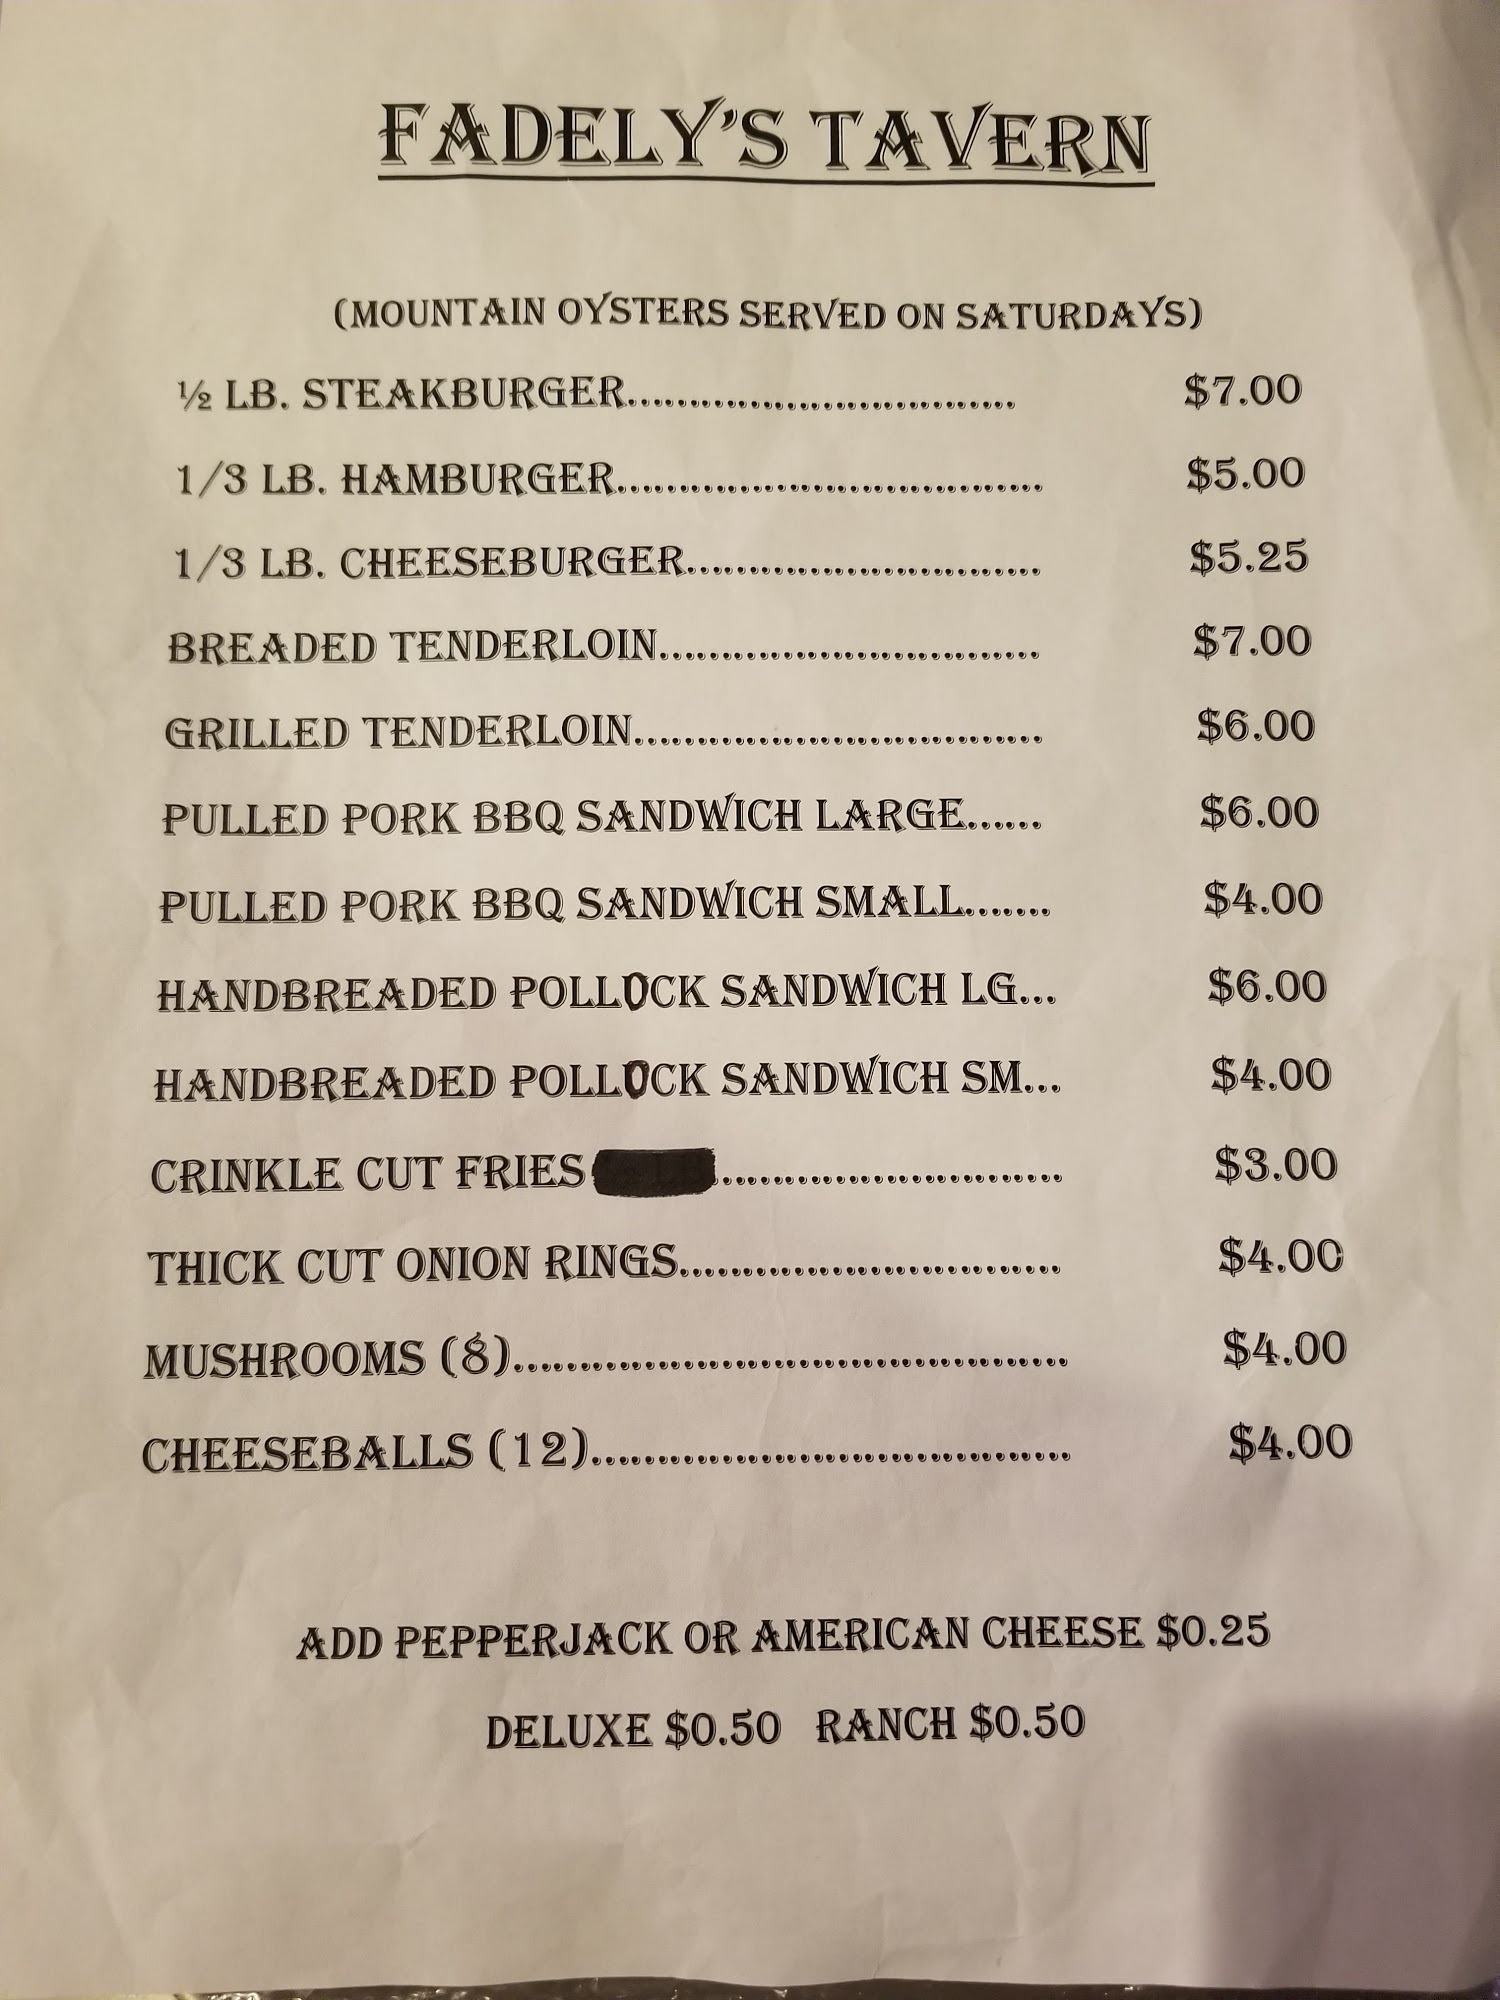 FADELY'S TAVERN
(MOUNTAIN OYSTERS SERVED ON SATURDAYS)
½ LB. STEAKBURGER............................... $7.00
1/3 LB. HAMBURGER.................................. $5.00
1/3 LB. CHEESEBURGER............................ $5.25
BREADED TENDERLOIN.............................. $7.00
GRILLED TENDERLOIN................................ $6.00
PULLED PORK BBQ SANDWICH LARGE...... $6.00
PULLED PORK BBQ SANDWICH SMALL....... $4.00
HANDBREADED POLLOCK SANDWICH LG... $6.00
HANDBREADED POLLOCK SANDWICH SM... $4.00
CRINKLE CUT FRIES ........................... $3.00
THICK CUT ONION RINGS.............................. $4.00
MUSHROOMS (8)............................................ $4.00
CHEESEBALLS (12)...................................... $4.00
ADD PEPPERJACK OR AMERICAN CHEESE $0.25
DELUXE $0.50 RANCH $0.50